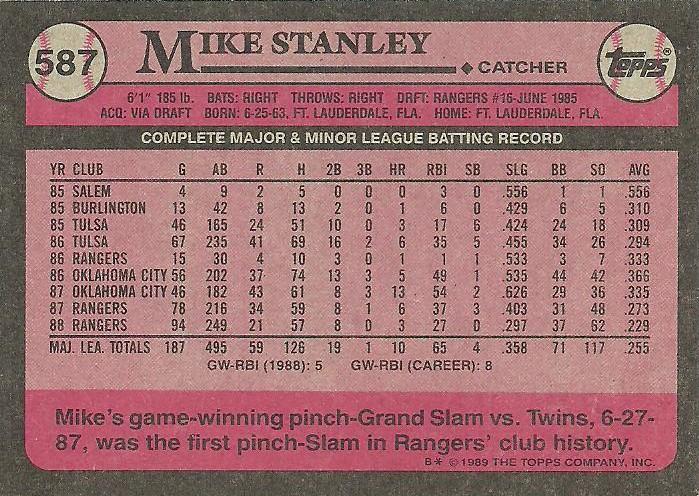 587
MIKE STANLEY
◆ CATCHER
TOPPS®
6'1" 185 lb. BATS: RIGHT THROWS: RIGHT DRFT: RANGERS #16-JUNE 1985
ACQ: VIA DRAFT BORN: 6-25-63, FT. LAUDERDALE, FLA. HOME: FT. LAUDERDALE, FLA.
COMPLETE MAJOR & MINOR LEAGUE BATTING RECORD
YR CLUB G AB R H 2B 3B HR RBI SB SLG BB SO AVG
85 SALEM 4 9 2 5 0 0 0 3 0 .556 1 1 .556
85 BURLINGTON 13 42 8 13 2 0 1 6 0 .429 6 5 .310
85 TULSA 46 165 24 51 10 0 3 17 6 .424 24 18 .309
86 TULSA 67 235 41 69 16 2 6 35 5 .455 34 26 .294
86 RANGERS 15 30 4 10 3 0 1 1 1 .533 3 7 .333
86 OKLAHOMA CITY 56 202 37 74 13 3 5 49 1 .535 44 42 .366
87 OKLAHOMA CITY 46 182 43 61 8 3 13 54 2 .626 29 36 .335
87 RANGERS 78 216 34 59 8 1 6 37 3 .403 31 48 .273
88 RANGERS 94 249 21 57 8 0 3 27 0 .297 37 62 .229
MAJ. LEA. TOTALS 187 495 59 126 19 1 10 65 4 .358 71 117 .255
GW-RBI (1988): 5 GW-RBI (CAREER): 8
Mike's game-winning pinch-Grand Slam vs. Twins, 6-27-
87, was the first pinch-Slam in Rangers' club history.
B* © 1989 THE TOPPS COMPANY, INC.